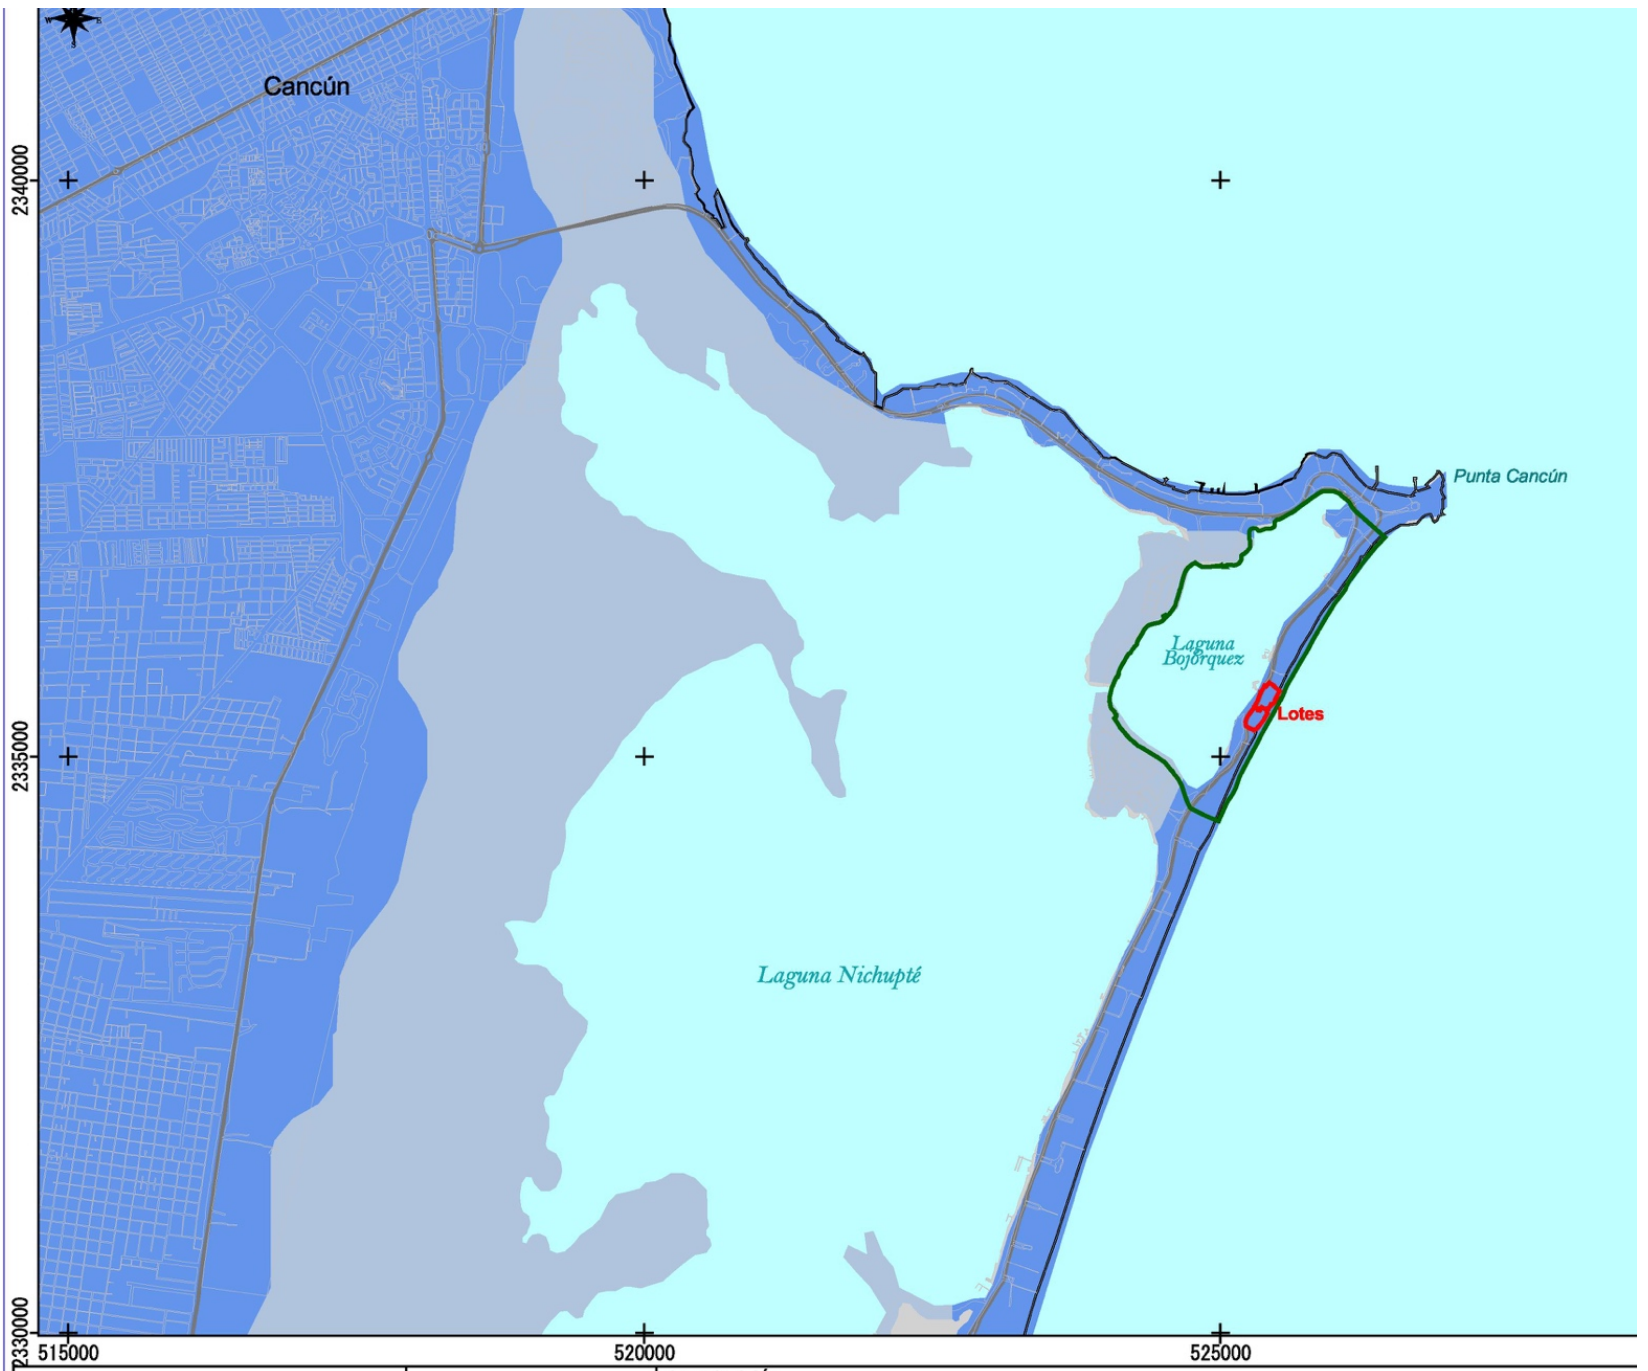 W E
S
Cancún
2340000
Punta Cancún
Laguna
Bojórquez
Lotes
2335000
Laguna Nichupté
2330000
515000
520000
525000